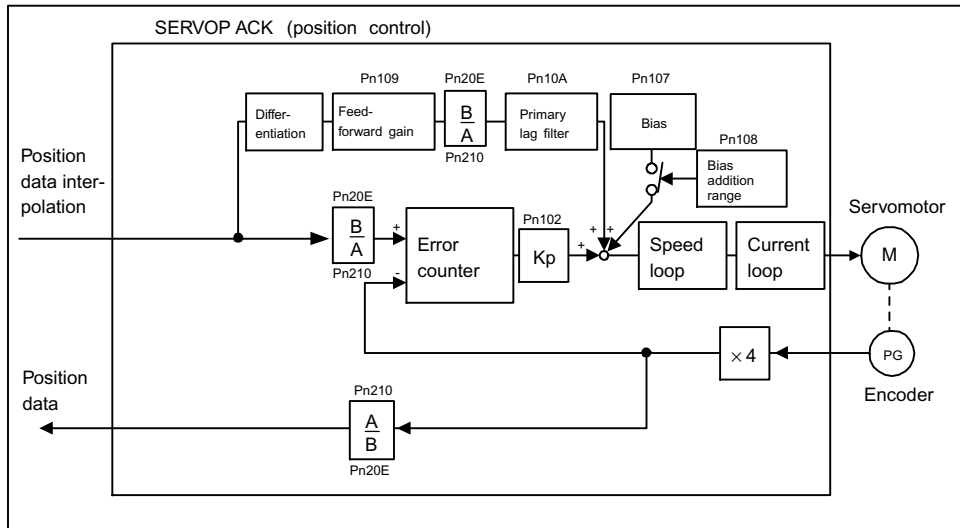 SERVOP ACK (position control)
Pn109
Pn20E
Pn10A
Pn107
Differ-
entiation
Feed-
forward gain
B
A
Primary
lag filter
Bias
Pn210
Pn108
Bias
addition
range
Position
data inter-
polation
Pn20E
B
A
Pn210
+
-
Error
counter
Pn102
Kp
+
+
+
Speed
loop
Current
loop
Servomotor
M
× 4
PG
Encoder
Position
data
Pn210
A
B
Pn20E